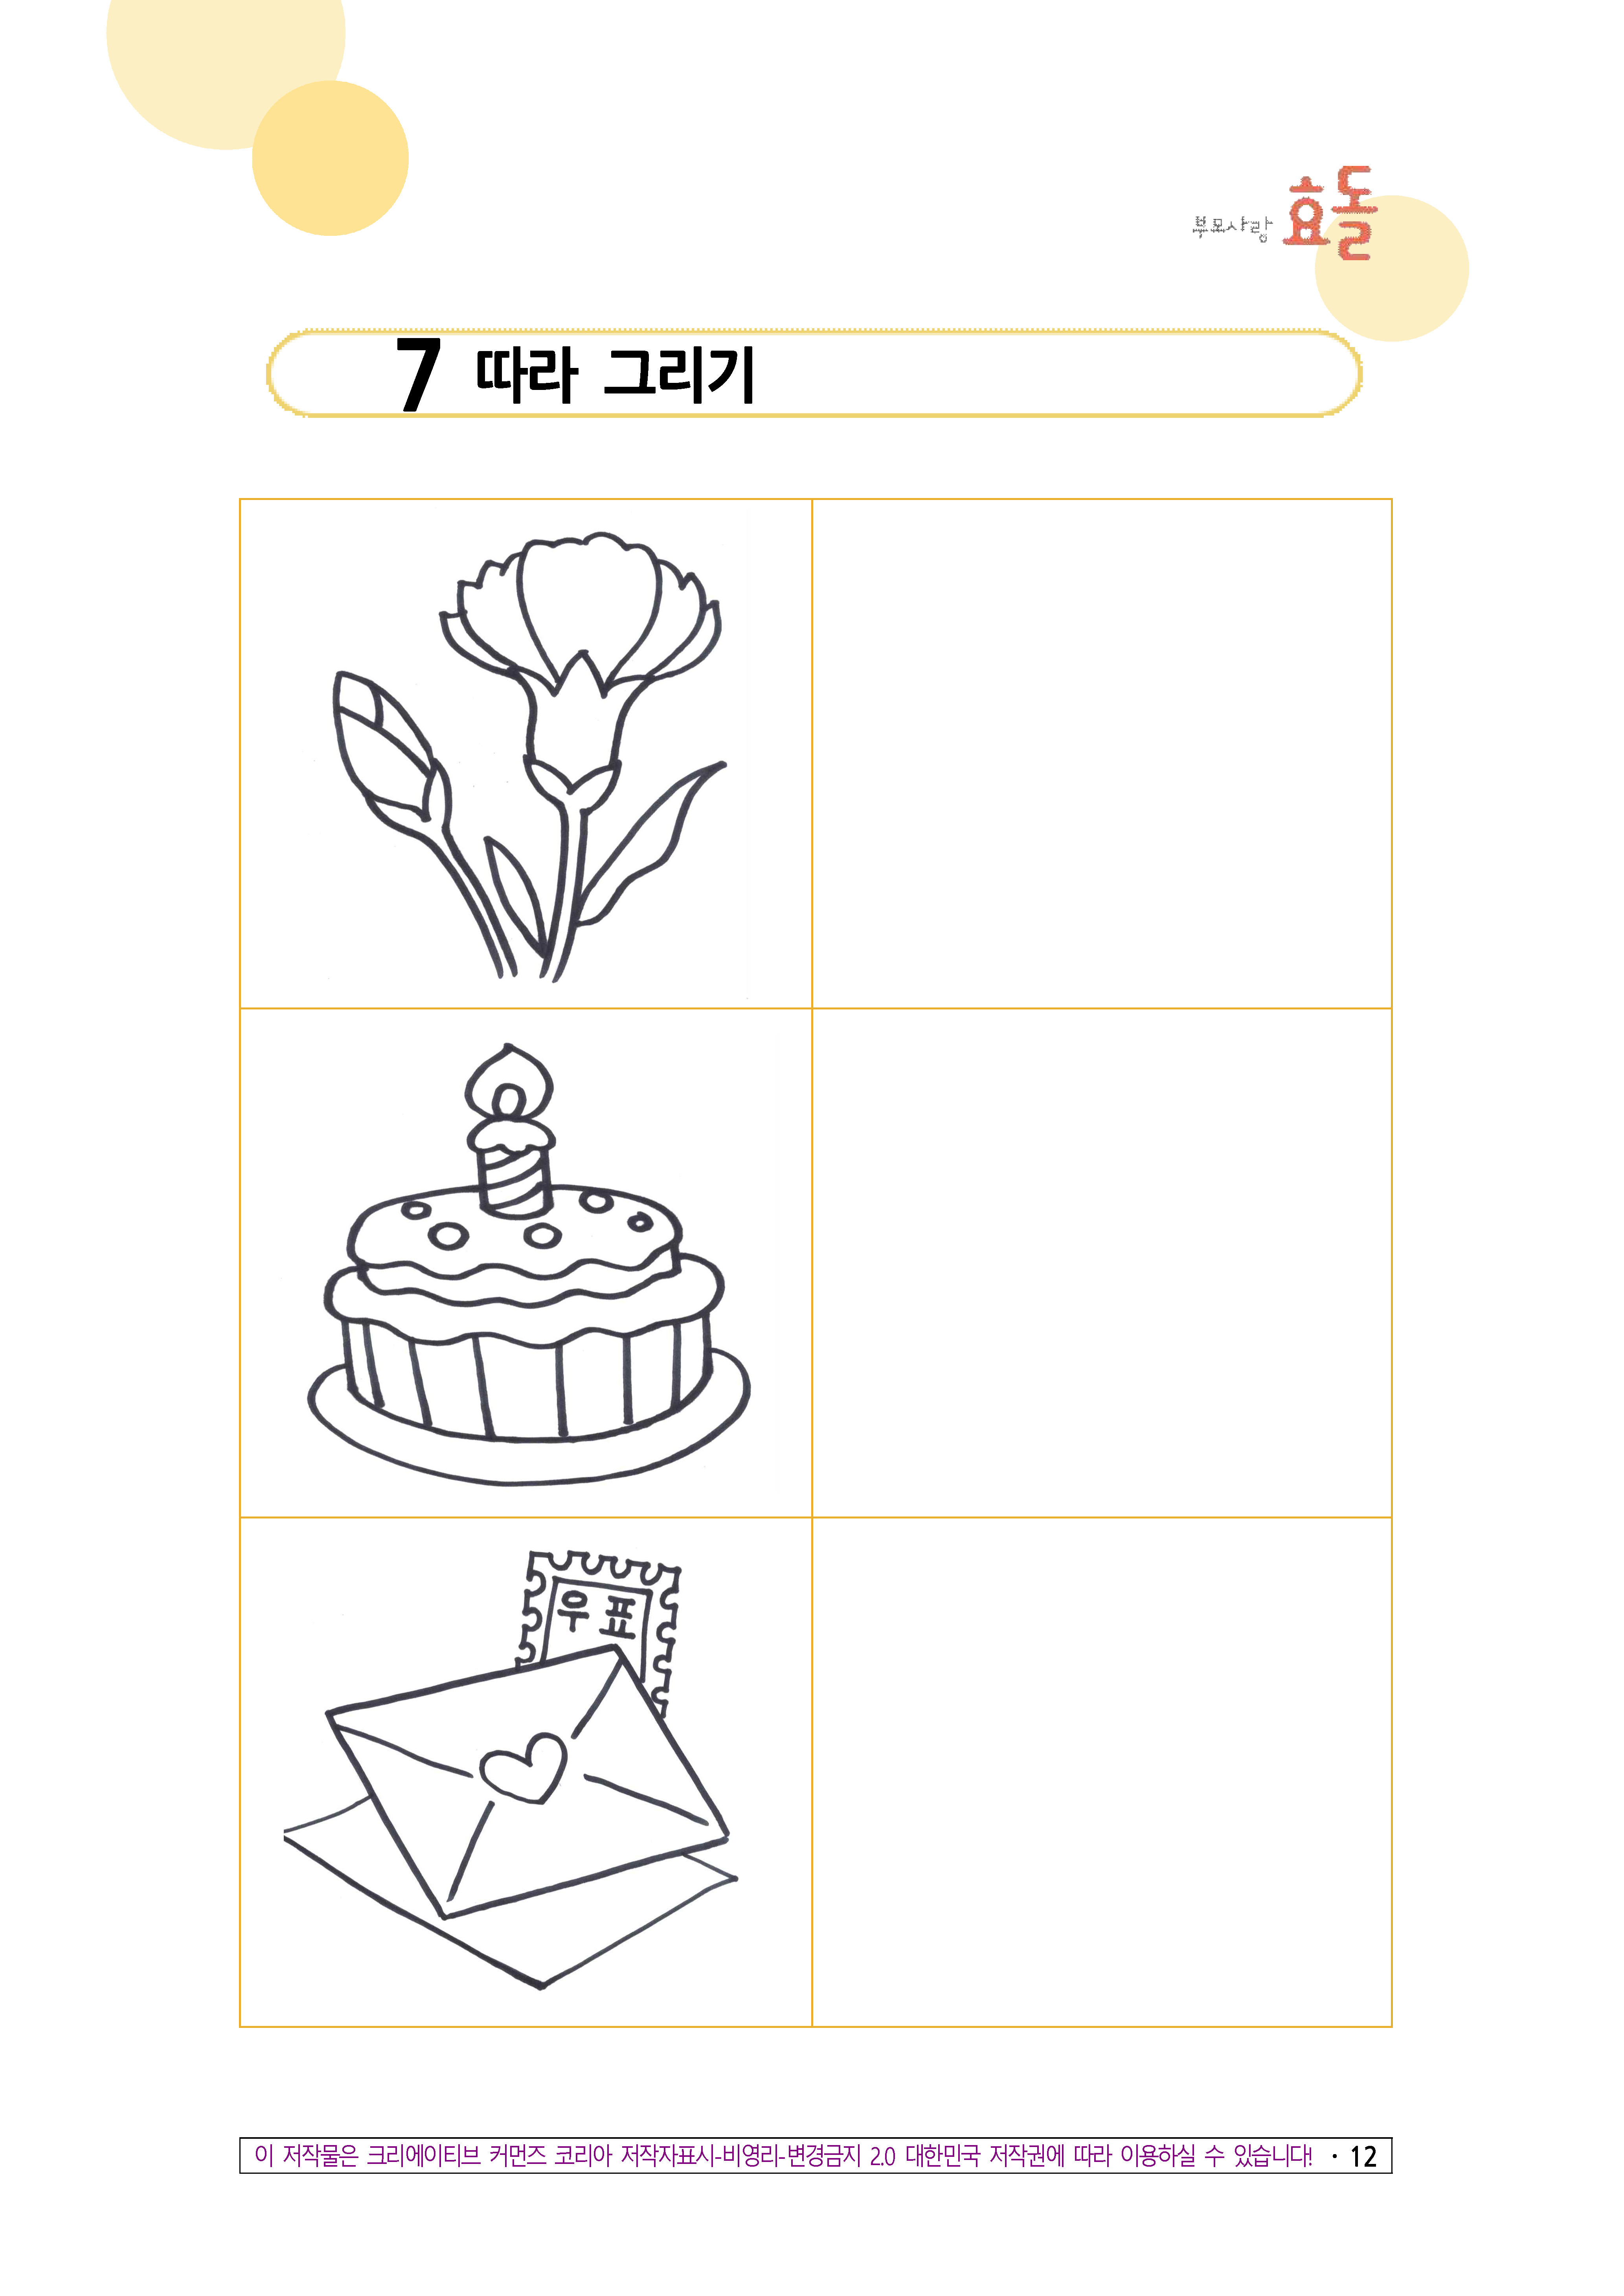 부모사랑 효돌
7 따라 그리기
우표
이 저작물은 크리에이티브 커먼즈 코리아 저작자표시-비영리-변경금지 2.0 대한민국 저작권에 따라 이용하실 수 있습니다! · 12